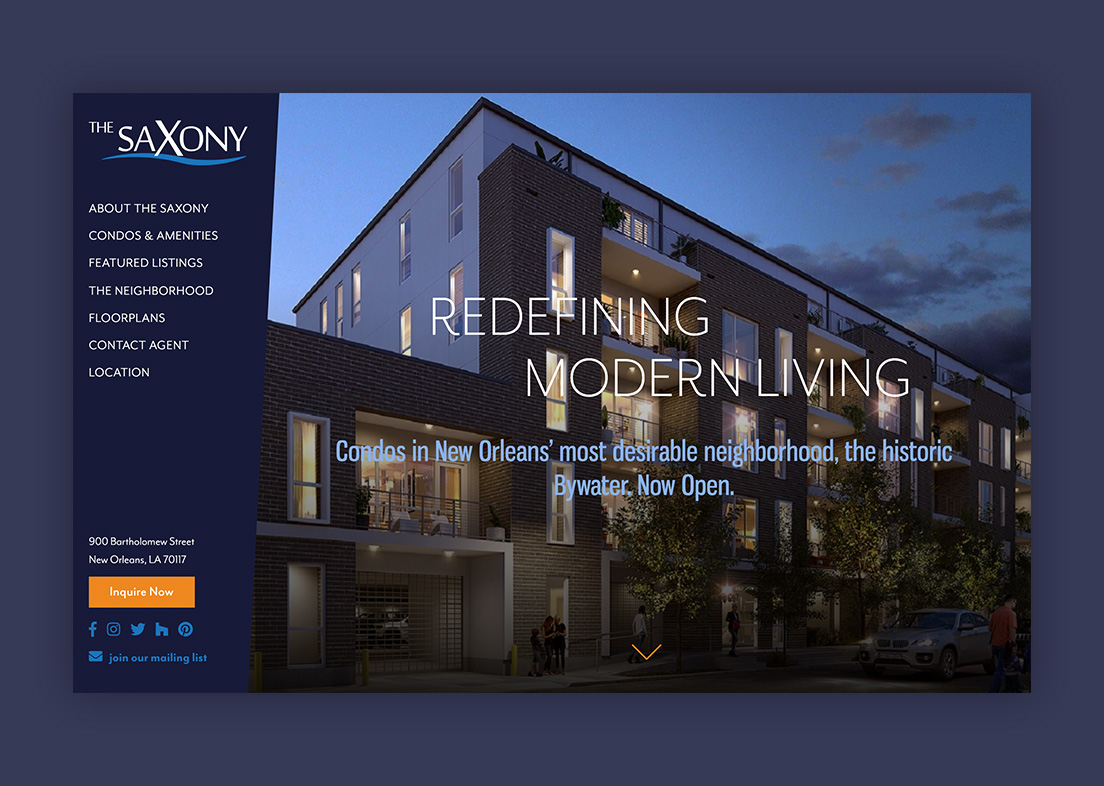 THE SAXONY
ABOUT THE SAXONY
CONDOS & AMENITIES
FEATURED LISTINGS
THE NEIGHBORHOOD
FLOORPLANS
CONTACT AGENT
LOCATION
900 Bartholomew Street
New Orleans, LA 70117
Inquire Now
join our mailing list
REDEFINING
MODERN LIVING
Condos in New Orleans’ most desirable neighborhood, the historic
Bywater. Now Open.